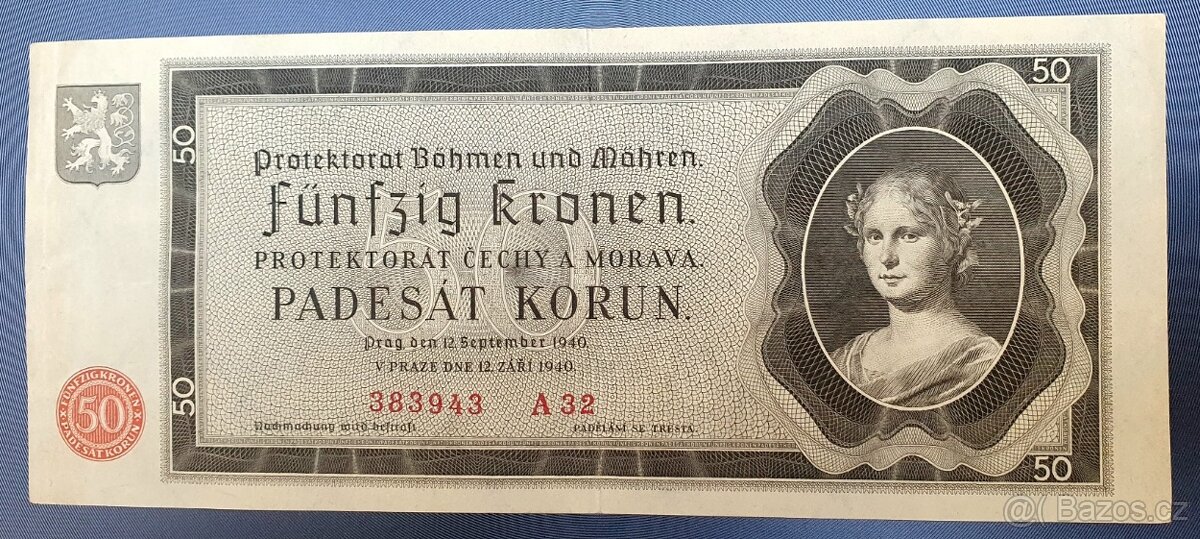 50
50
Protektorat Böhmen und Mähren.
Fünfzig Kronen.
PROTEKTORÁT ČECHY A MORAVA.
PADESÁT KORUN.
Prag den 12. September 1940.
V PRAZE DNE 12. ZÁŘÍ 1940.
383943 A 32
Nachmachung wird bestraft.
PADĚLÁNÍ SE TRESTÁ.
50
50
FÜNFZIG KRONEN
50
PADESÁT KORUN
50
@( Bazos.cz